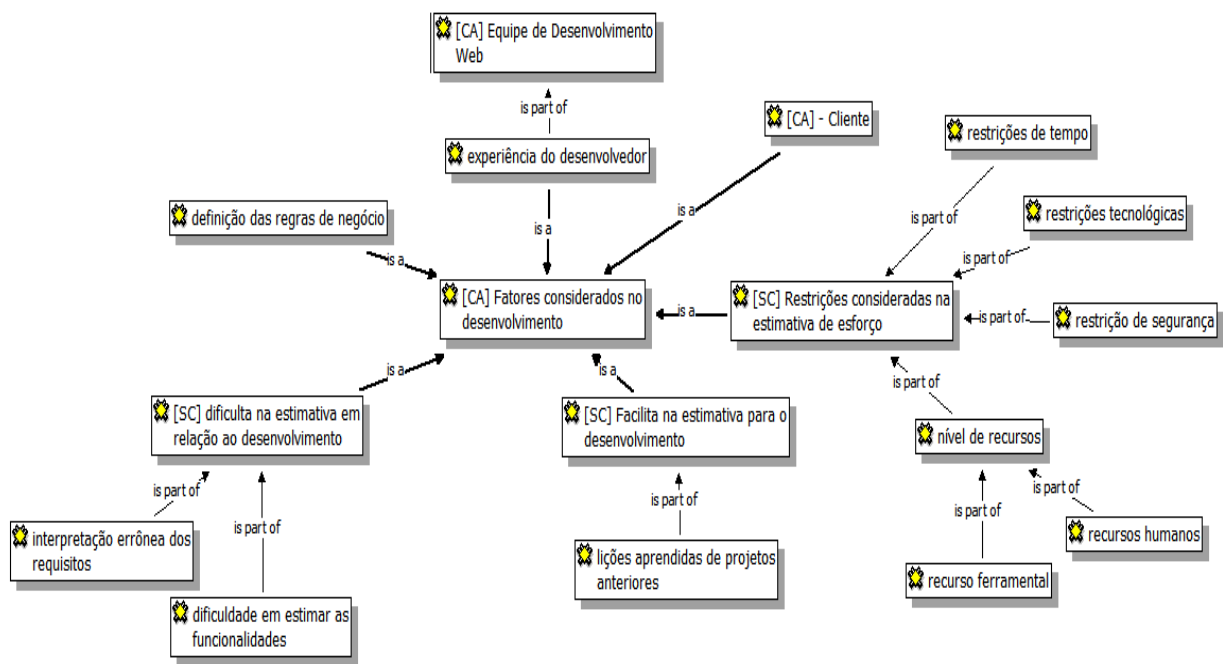 [CA] Equipe de Desenvolvimento
Web
is part of
[CA] - Cliente
restrições de tempo
experiência do desenvolvedor
definição das regras de negócio
is a
is a
is a
is part of
restrições tecnológicas
is part of
[CA] Fatores considerados no
desenvolvimento
is a
[SC] Restrições consideradas na
estimativa de esforço
is part of
restrição de segurança
is a
is a
is part of
[SC] dificulta na estimativa em
relação ao desenvolvimento
[SC] Facilita na estimativa para o
desenvolvimento
nível de recursos
is part of
is part of
is part of
is part of
is part of
interpretação errônea dos
requisitos
lições aprendidas de projetos
anteriores
recursos humanos
recurso ferramental
dificuldade em estimar as
funcionalidades